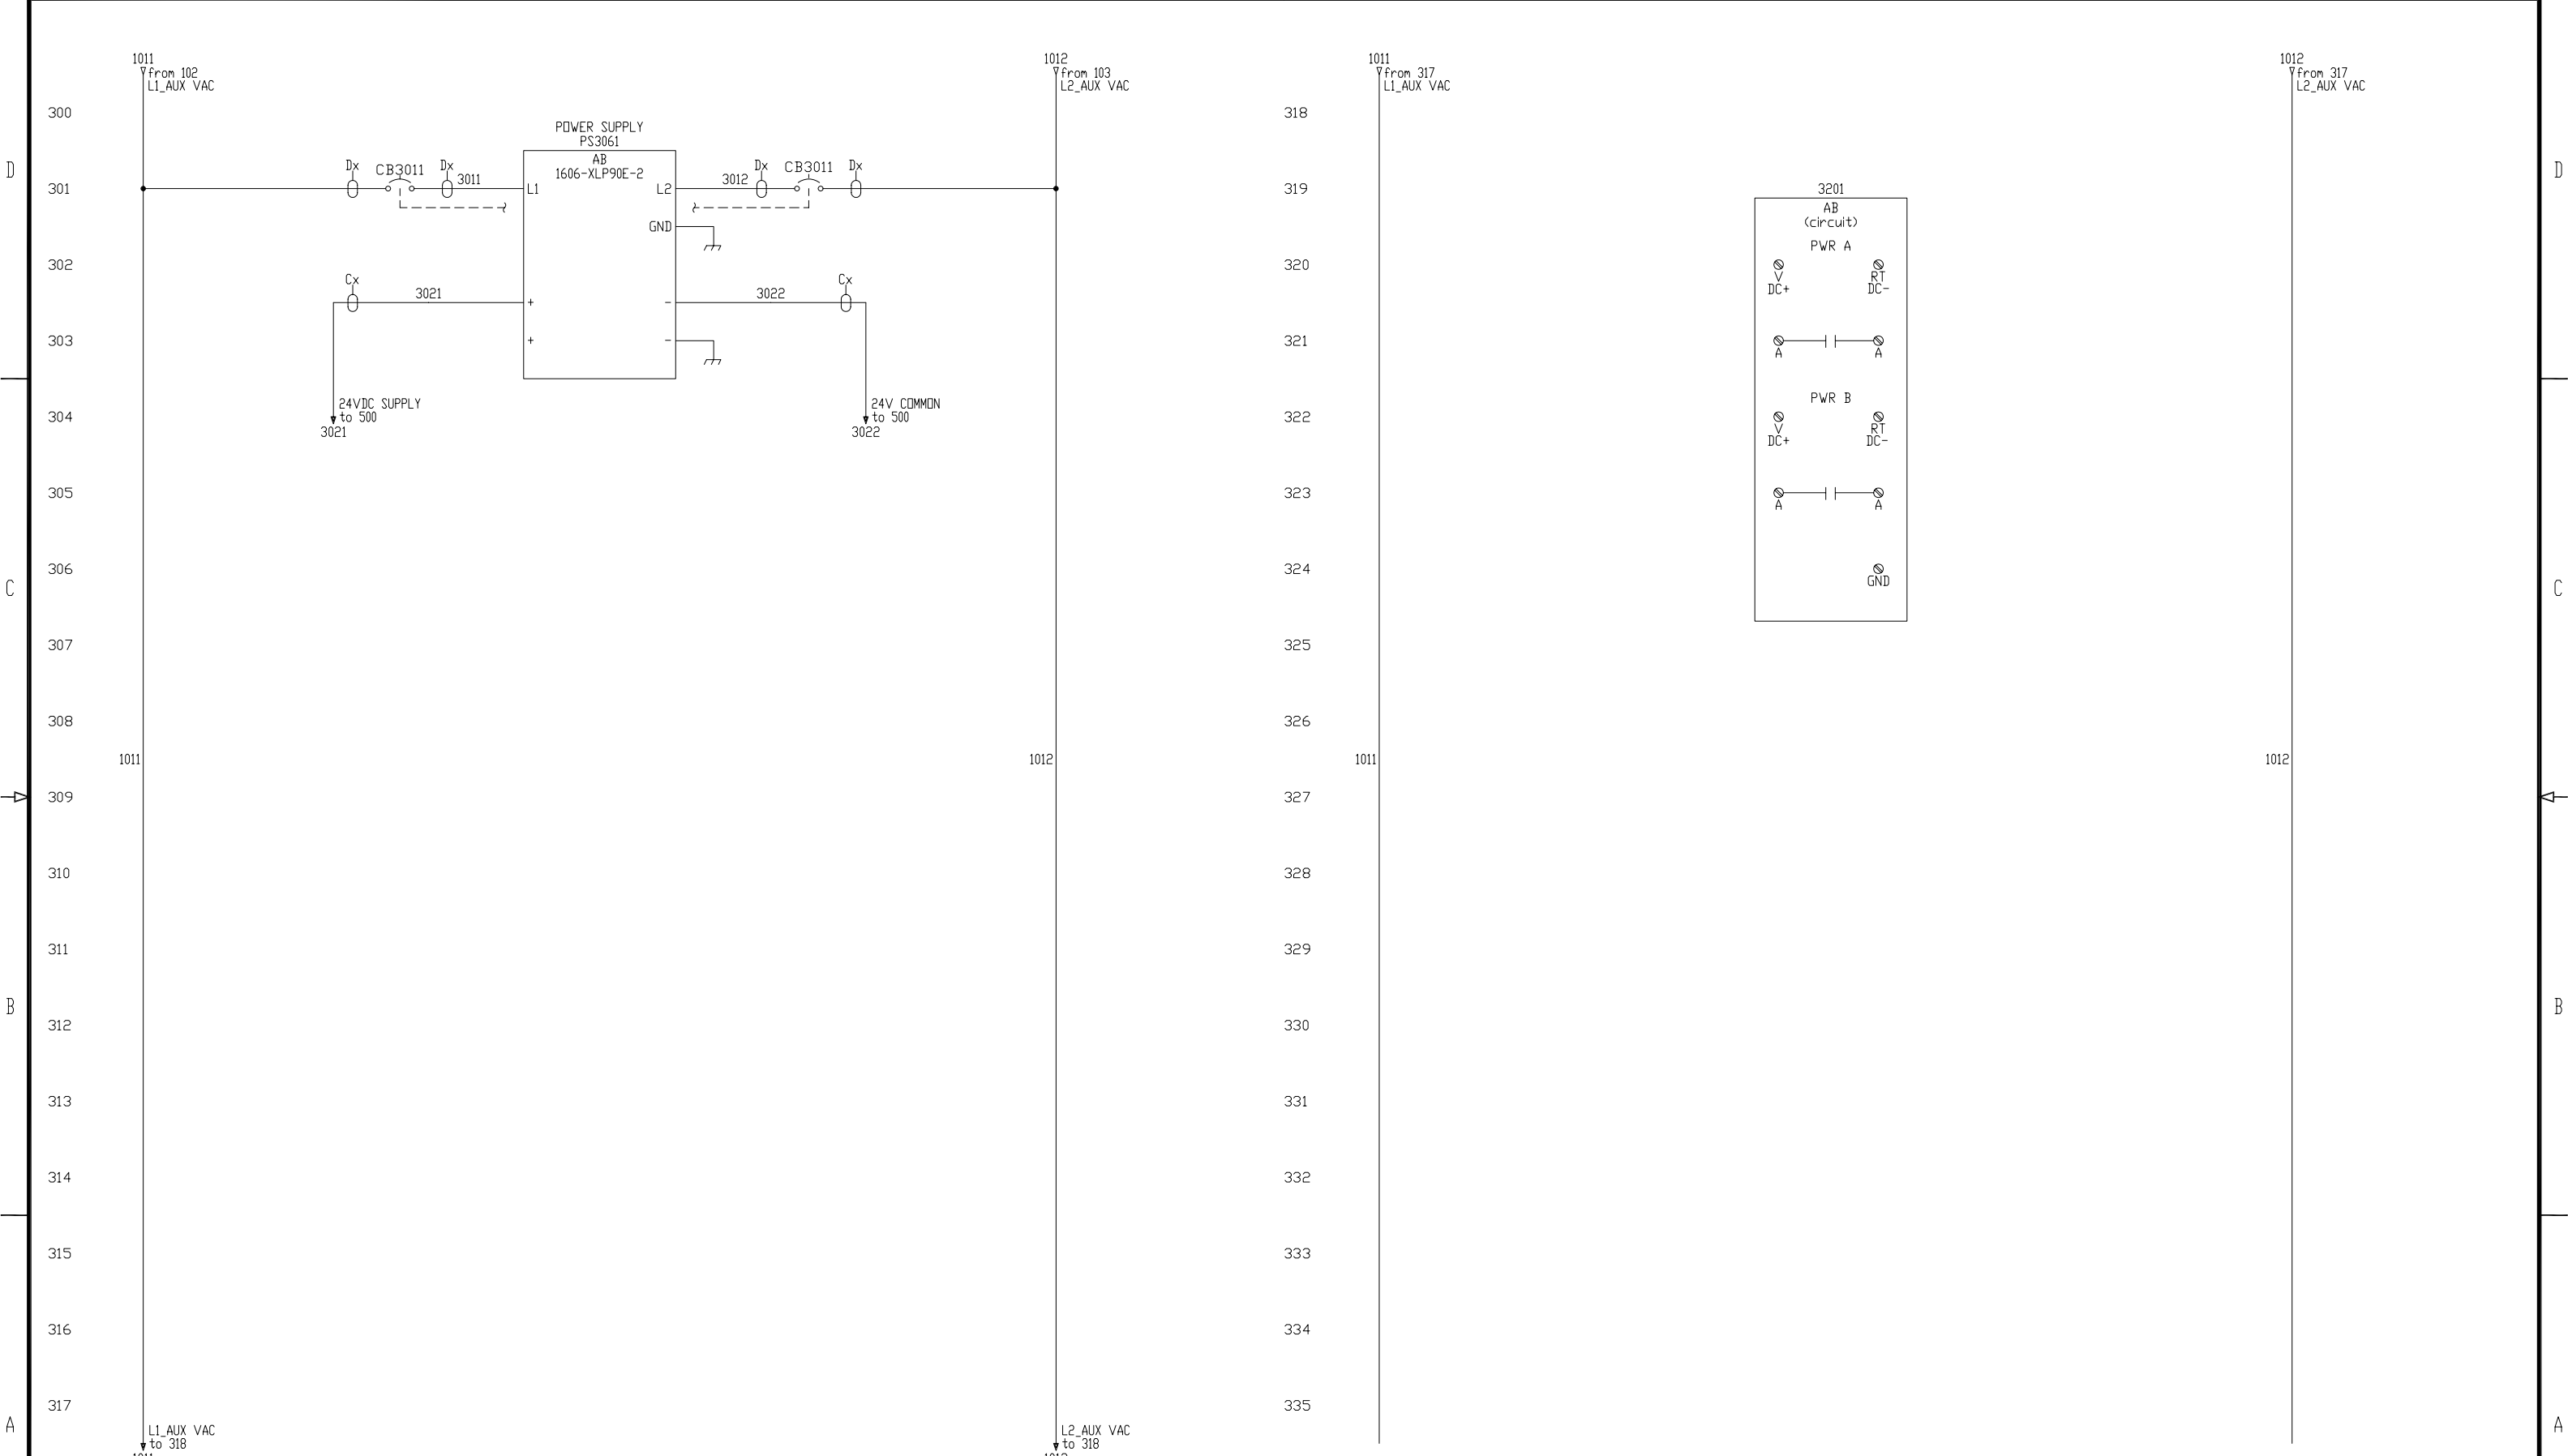 1011
from 102
L1_AUX VAC
1012
from 103
L2_AUX VAC
300
POWER SUPPLY
PS3061
AB
1606-XLP90E-2
D
301
Dx
CB3011
Dx
3011
L1
L2
3012
Dx
CB3011
Dx
GND
302
Cx
3021
+
-
3022
Cx
303
+
-
304
24VDC SUPPLY
to 500
3021
24V COMMON
to 500
3022
305
306
C
307
308
1011
1012
309
310
311
B
312
313
314
315
316
317
A
L1_AUX VAC
to 318
L2_AUX VAC
to 318
1011
from 317
L1_AUX VAC
1012
from 317
L2_AUX VAC
318
D
319
3201
AB
(circuit)
PWR A
320
V
DC+
RT
DC-
321
A
A
PWR B
322
V
DC+
RT
DC-
323
A
A
324
GND
C
325
326
1011
1012
327
328
329
B
330
331
332
333
334
335
A